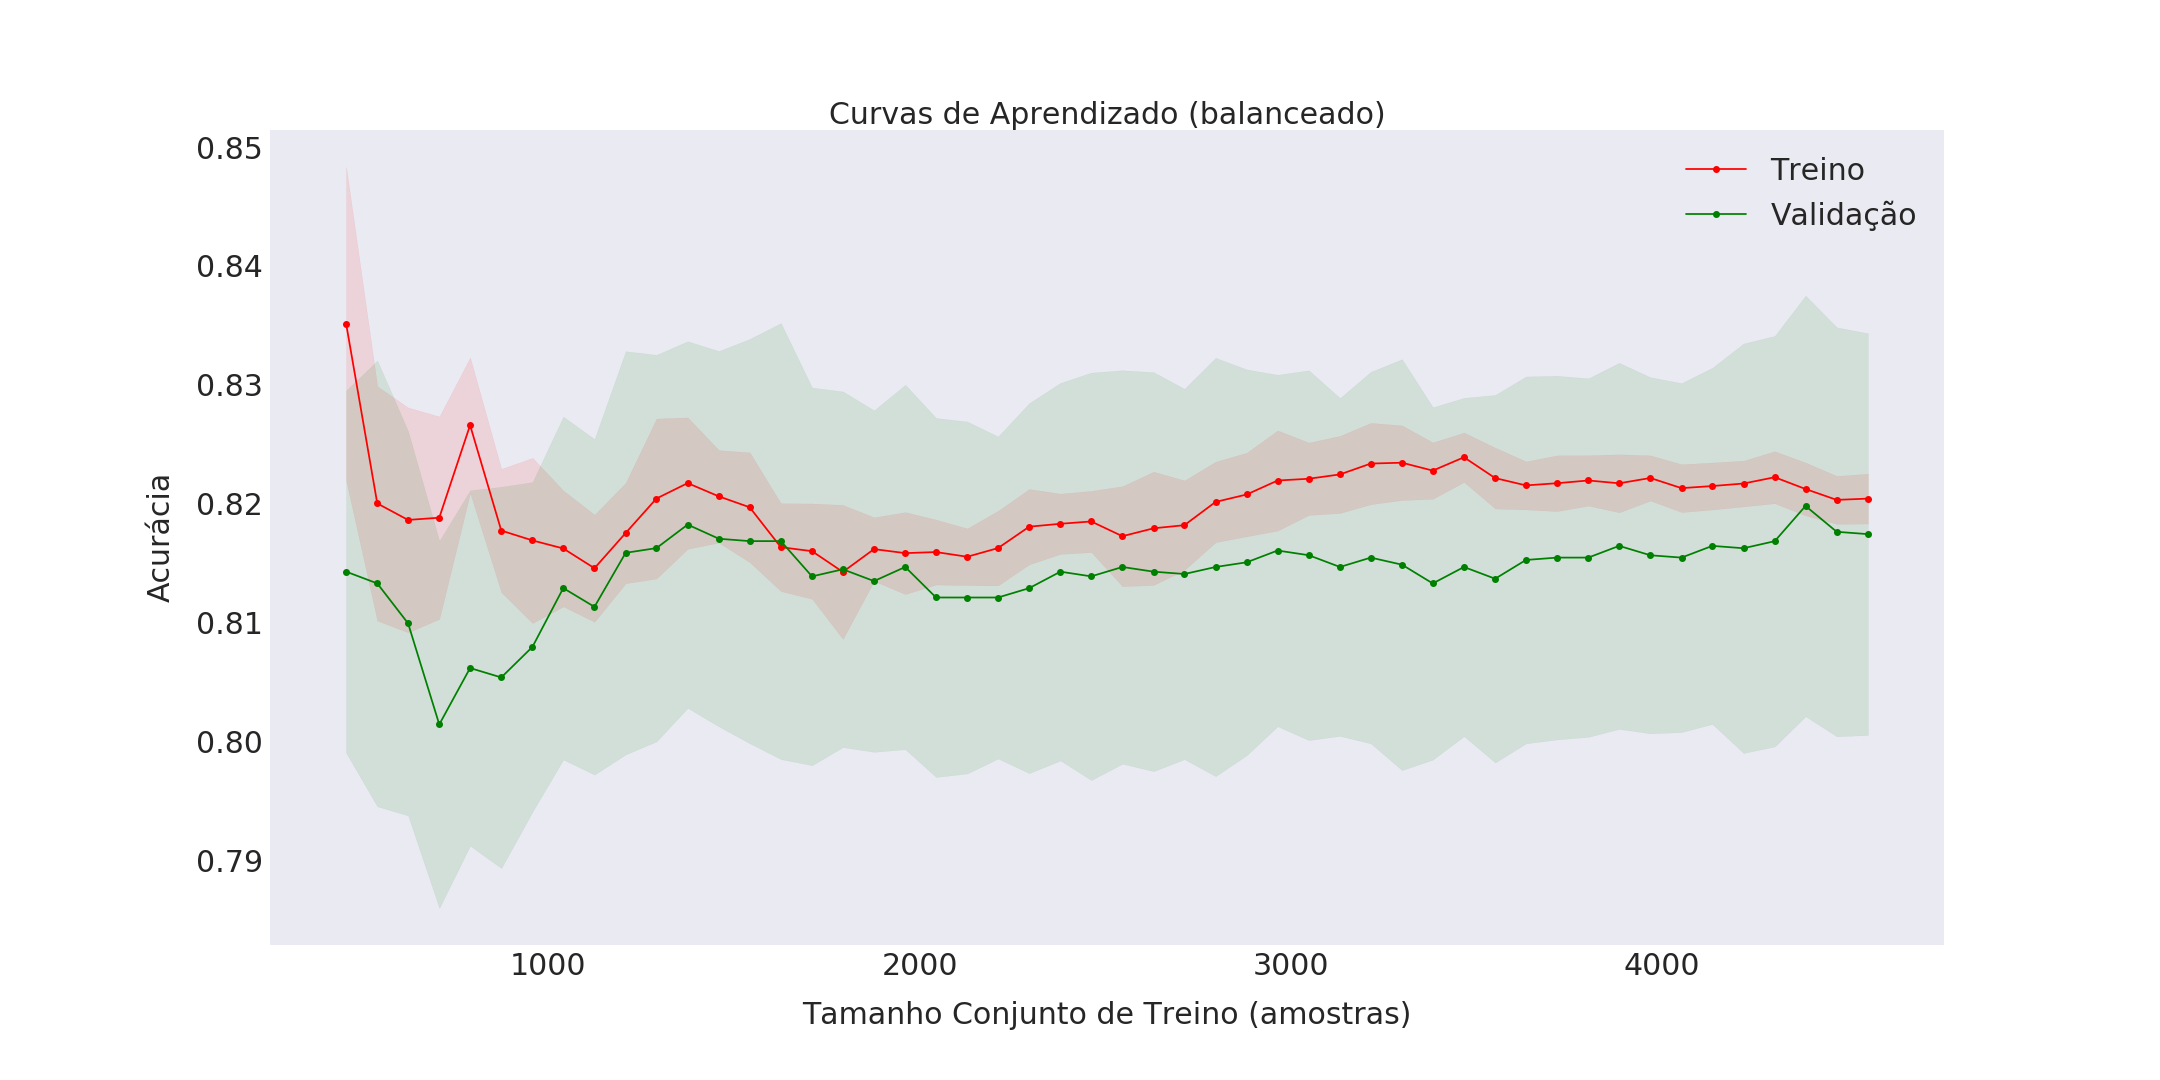 Curvas de Aprendizado (balanceado)
Treino
Validação
0.85
0.84
0.83
0.82
0.81
0.80
0.79
Acurácia
1000 2000 3000 4000
Tamanho Conjunto de Treino (amostras)